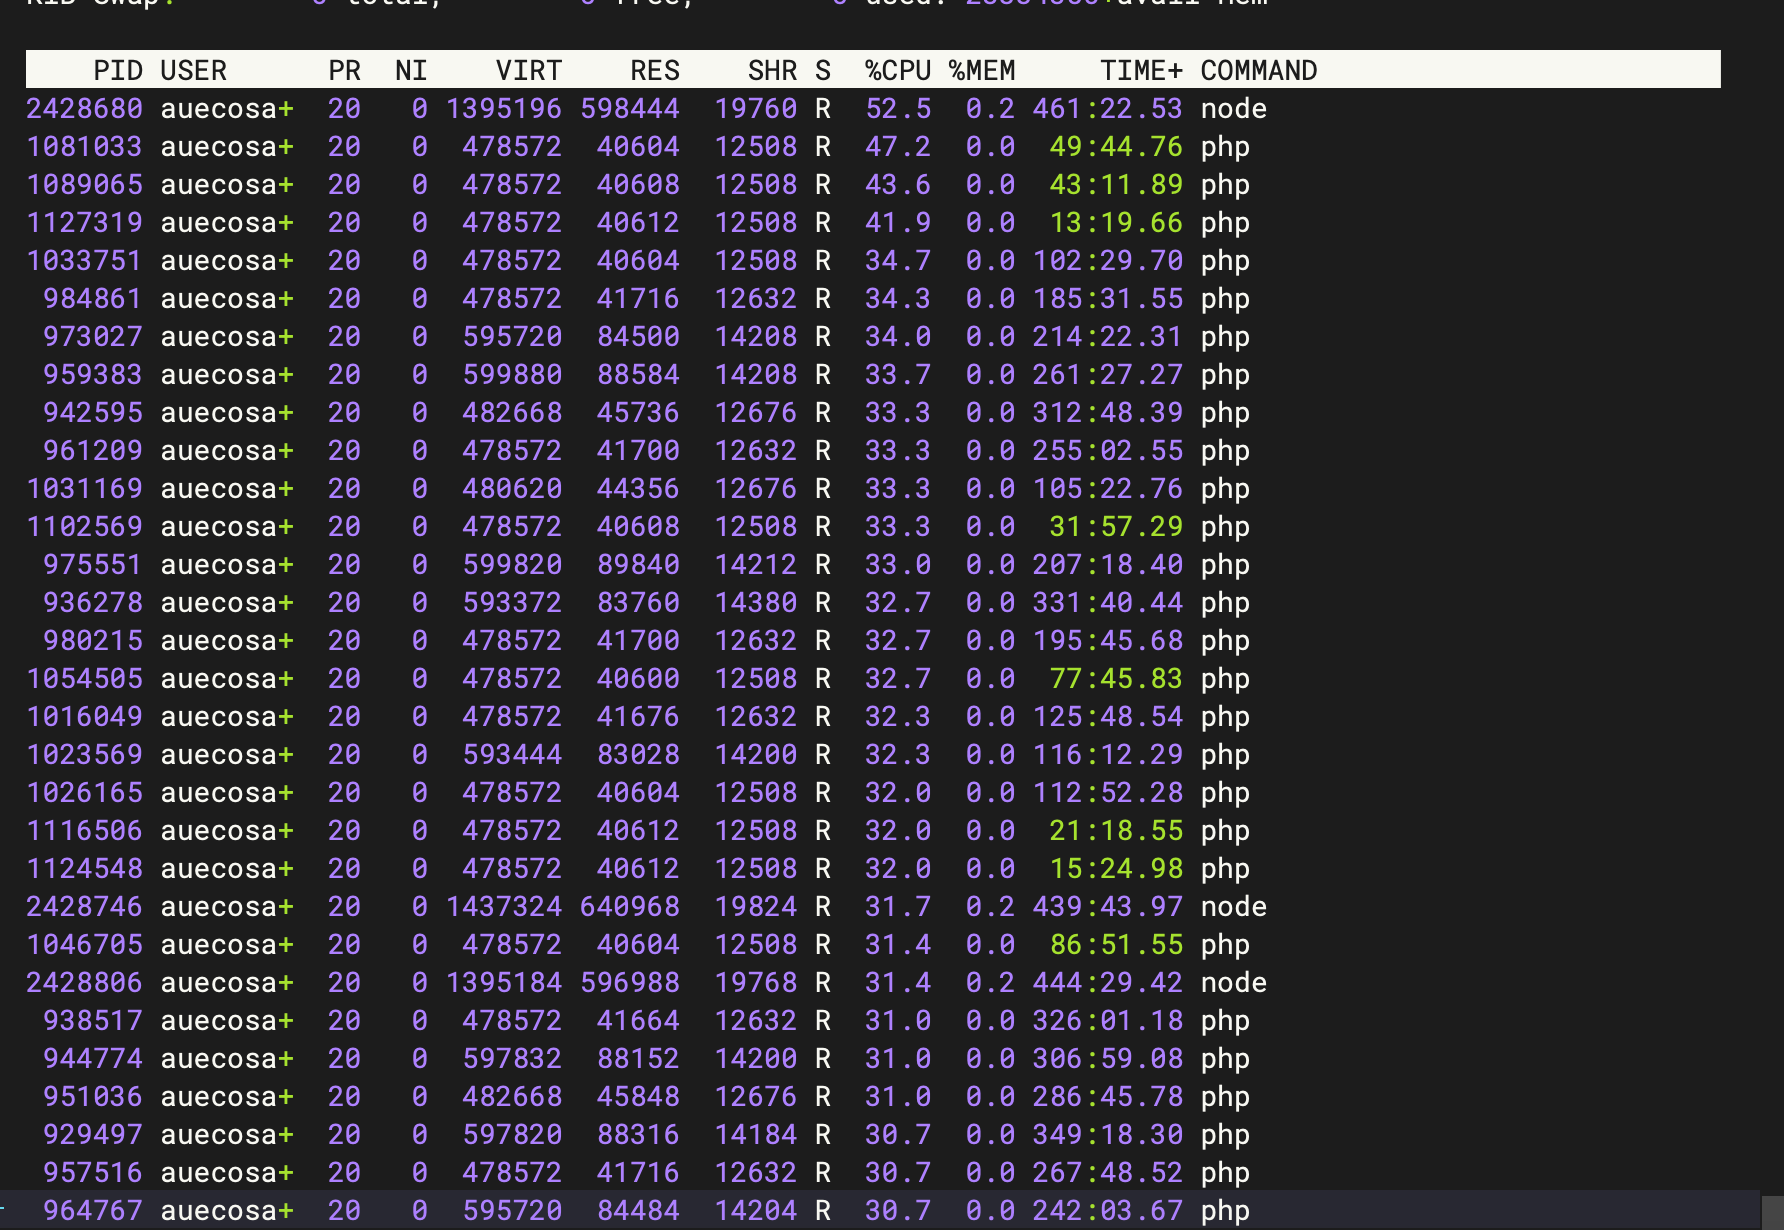 PID USER PR NI VIRT RES SHR S %CPU %MEM TIME+ COMMAND
2428680 auecosa+ 20 0 1395196 598444 19760 R 52.5 0.2 461:22.53 node
1081033 auecosa+ 20 0 478572 40604 12508 R 47.2 0.0 49:44.76 php
1089065 auecosa+ 20 0 478572 40608 12508 R 43.6 0.0 43:11.89 php
1127319 auecosa+ 20 0 478572 40612 12508 R 41.9 0.0 13:19.66 php
1033751 auecosa+ 20 0 478572 40604 12508 R 34.7 0.0 102:29.70 php
984861 auecosa+ 20 0 478572 41716 12632 R 34.3 0.0 185:31.55 php
973027 auecosa+ 20 0 595720 84500 14208 R 34.0 0.0 214:22.31 php
959383 auecosa+ 20 0 599880 88584 14208 R 33.7 0.0 261:27.27 php
942595 auecosa+ 20 0 482668 45736 12676 R 33.3 0.0 312:48.39 php
961209 auecosa+ 20 0 478572 41700 12632 R 33.3 0.0 255:02.55 php
1031169 auecosa+ 20 0 480620 44356 12676 R 33.3 0.0 105:22.76 php
1102569 auecosa+ 20 0 478572 40608 12508 R 33.3 0.0 31:57.29 php
975551 auecosa+ 20 0 599820 89840 14212 R 33.0 0.0 207:18.40 php
936278 auecosa+ 20 0 593372 83760 14380 R 32.7 0.0 331:40.44 php
980215 auecosa+ 20 0 478572 41700 12632 R 32.7 0.0 195:45.68 php
1054505 auecosa+ 20 0 478572 40600 12508 R 32.7 0.0 77:45.83 php
1016049 auecosa+ 20 0 478572 41676 12632 R 32.3 0.0 125:48.54 php
1023569 auecosa+ 20 0 593444 83028 14200 R 32.3 0.0 116:12.29 php
1026165 auecosa+ 20 0 478572 40604 12508 R 32.0 0.0 112:52.28 php
1116506 auecosa+ 20 0 478572 40612 12508 R 32.0 0.0 21:18.55 php
1124548 auecosa+ 20 0 478572 40612 12508 R 32.0 0.0 15:24.98 php
2428746 auecosa+ 20 0 1437324 640968 19824 R 31.7 0.2 439:43.97 node
1046705 auecosa+ 20 0 478572 40604 12508 R 31.4 0.0 86:51.55 php
2428806 auecosa+ 20 0 1395184 596988 19768 R 31.4 0.2 444:29.42 node
938517 auecosa+ 20 0 478572 41664 12632 R 31.0 0.0 326:01.18 php
944774 auecosa+ 20 0 597832 88152 14200 R 31.0 0.0 306:59.08 php
951036 auecosa+ 20 0 482668 45848 12676 R 31.0 0.0 286:45.78 php
929497 auecosa+ 20 0 597820 88316 14184 R 30.7 0.0 349:18.30 php
957516 auecosa+ 20 0 478572 41716 12632 R 30.7 0.0 267:48.52 php
964767 auecosa+ 20 0 595720 84484 14204 R 30.7 0.0 242:03.67 php